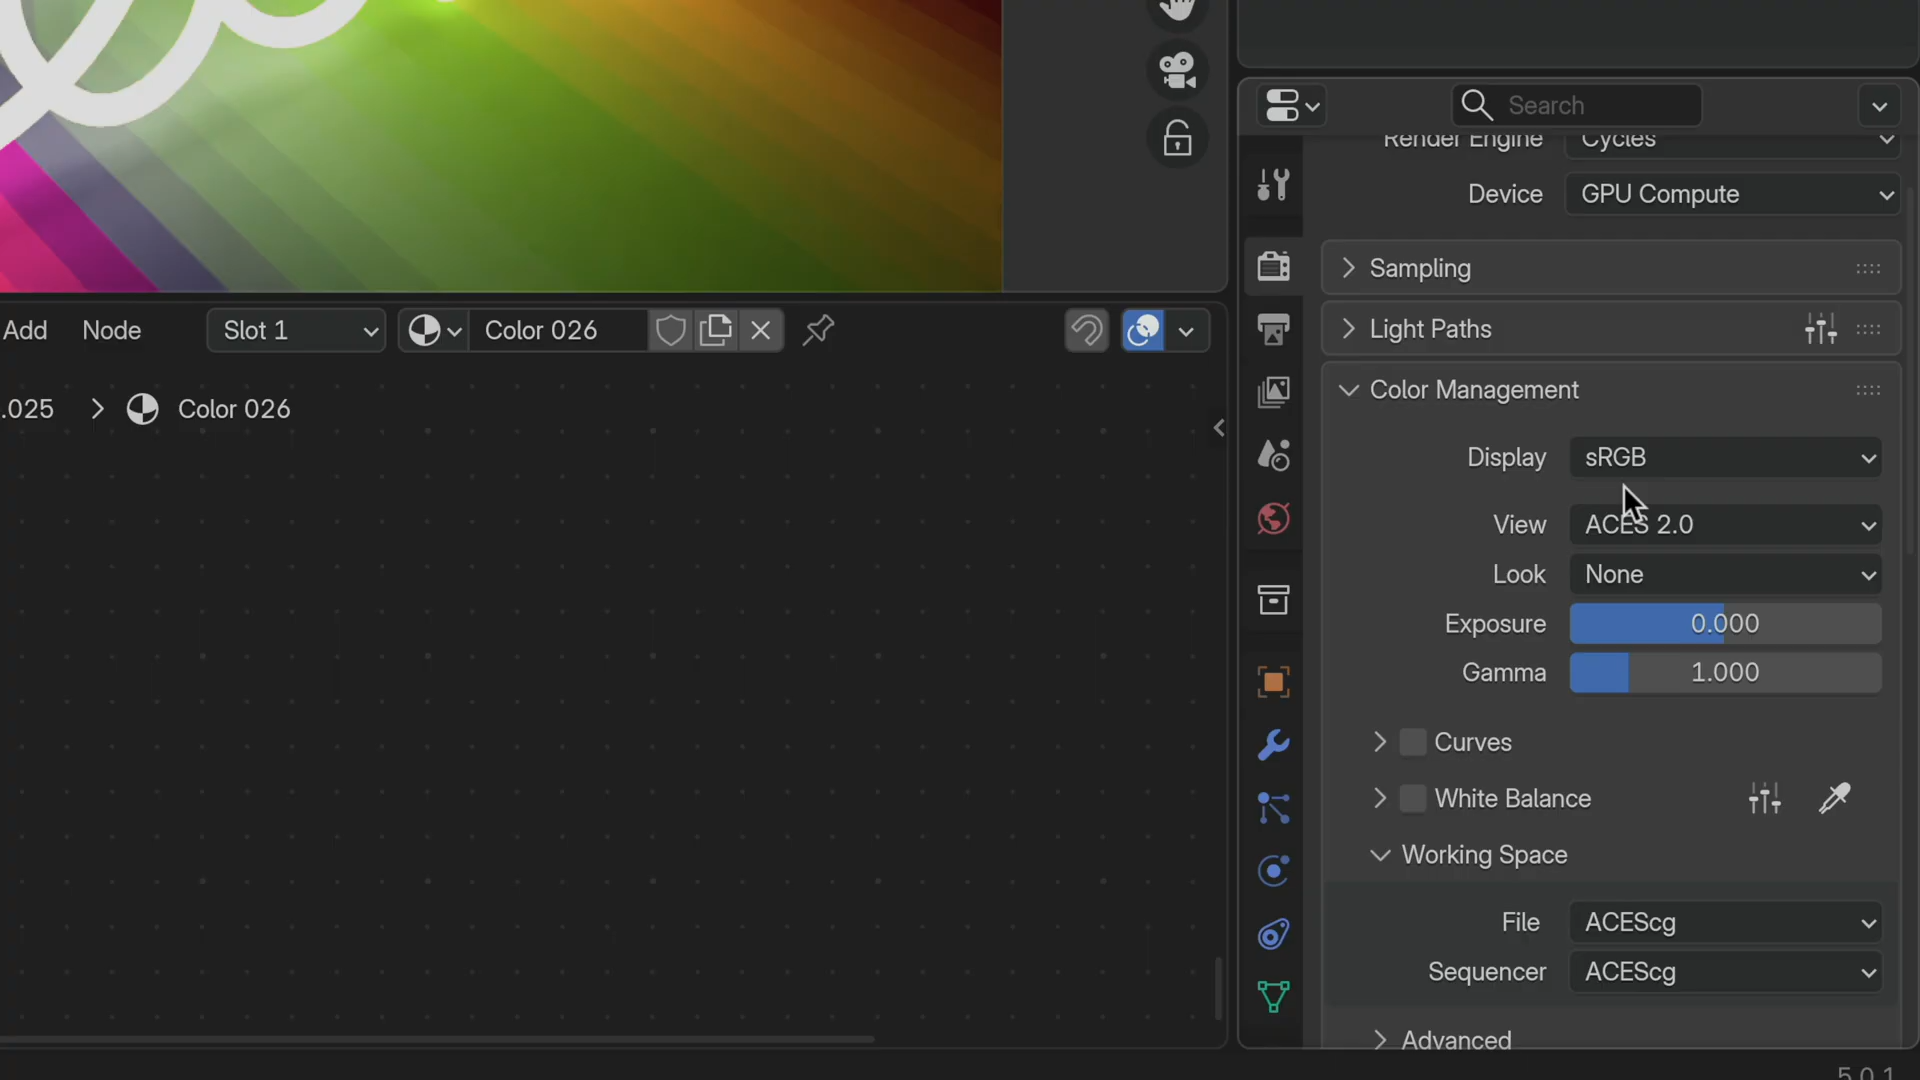 Search
Render Engine Cycles
Device GPU Compute
Sampling
Light Paths
Color Management
Display sRGB
View ACES 2.0
Look None
Exposure 0.000
Gamma 1.000
Curves
White Balance
Working Space
File ACEScg
Sequencer ACEScg
Advanced
Add Node Slot 1 Color 026
.025 Color 026
5.0.1